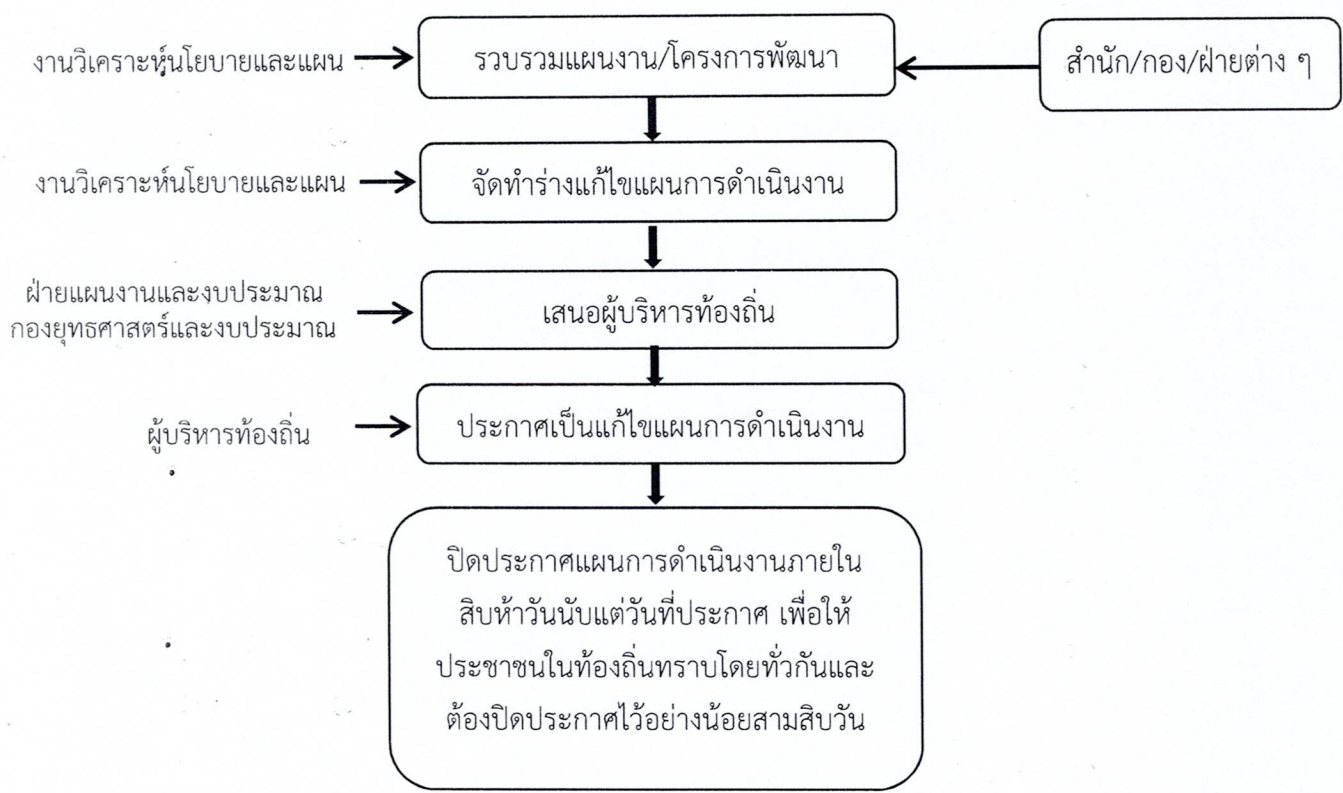 งานวิเคราะห์นโยบายและแผน
รวบรวมแผนงาน/โครงการพัฒนา
สำนัก/กอง/ฝ่ายต่าง ๆ
งานวิเคราะห์นโยบายและแผน
จัดทำร่างแก้ไขแผนการดำเนินงาน
ฝ่ายแผนงานและงบประมาณ
กองยุทธศาสตร์และงบประมาณ
เสนอผู้บริหารท้องถิ่น
ผู้บริหารท้องถิ่น
ประกาศเป็นแก้ไขแผนการดำเนินงาน
ปิดประกาศแผนการดำเนินงานภายใน
สิบห้าวันนับแต่วันที่ประกาศ เพื่อให้
ประชาชนในท้องถิ่นทราบโดยทั่วกันและ
ต้องปิดประกาศไว้อย่างน้อยสามสิบวัน